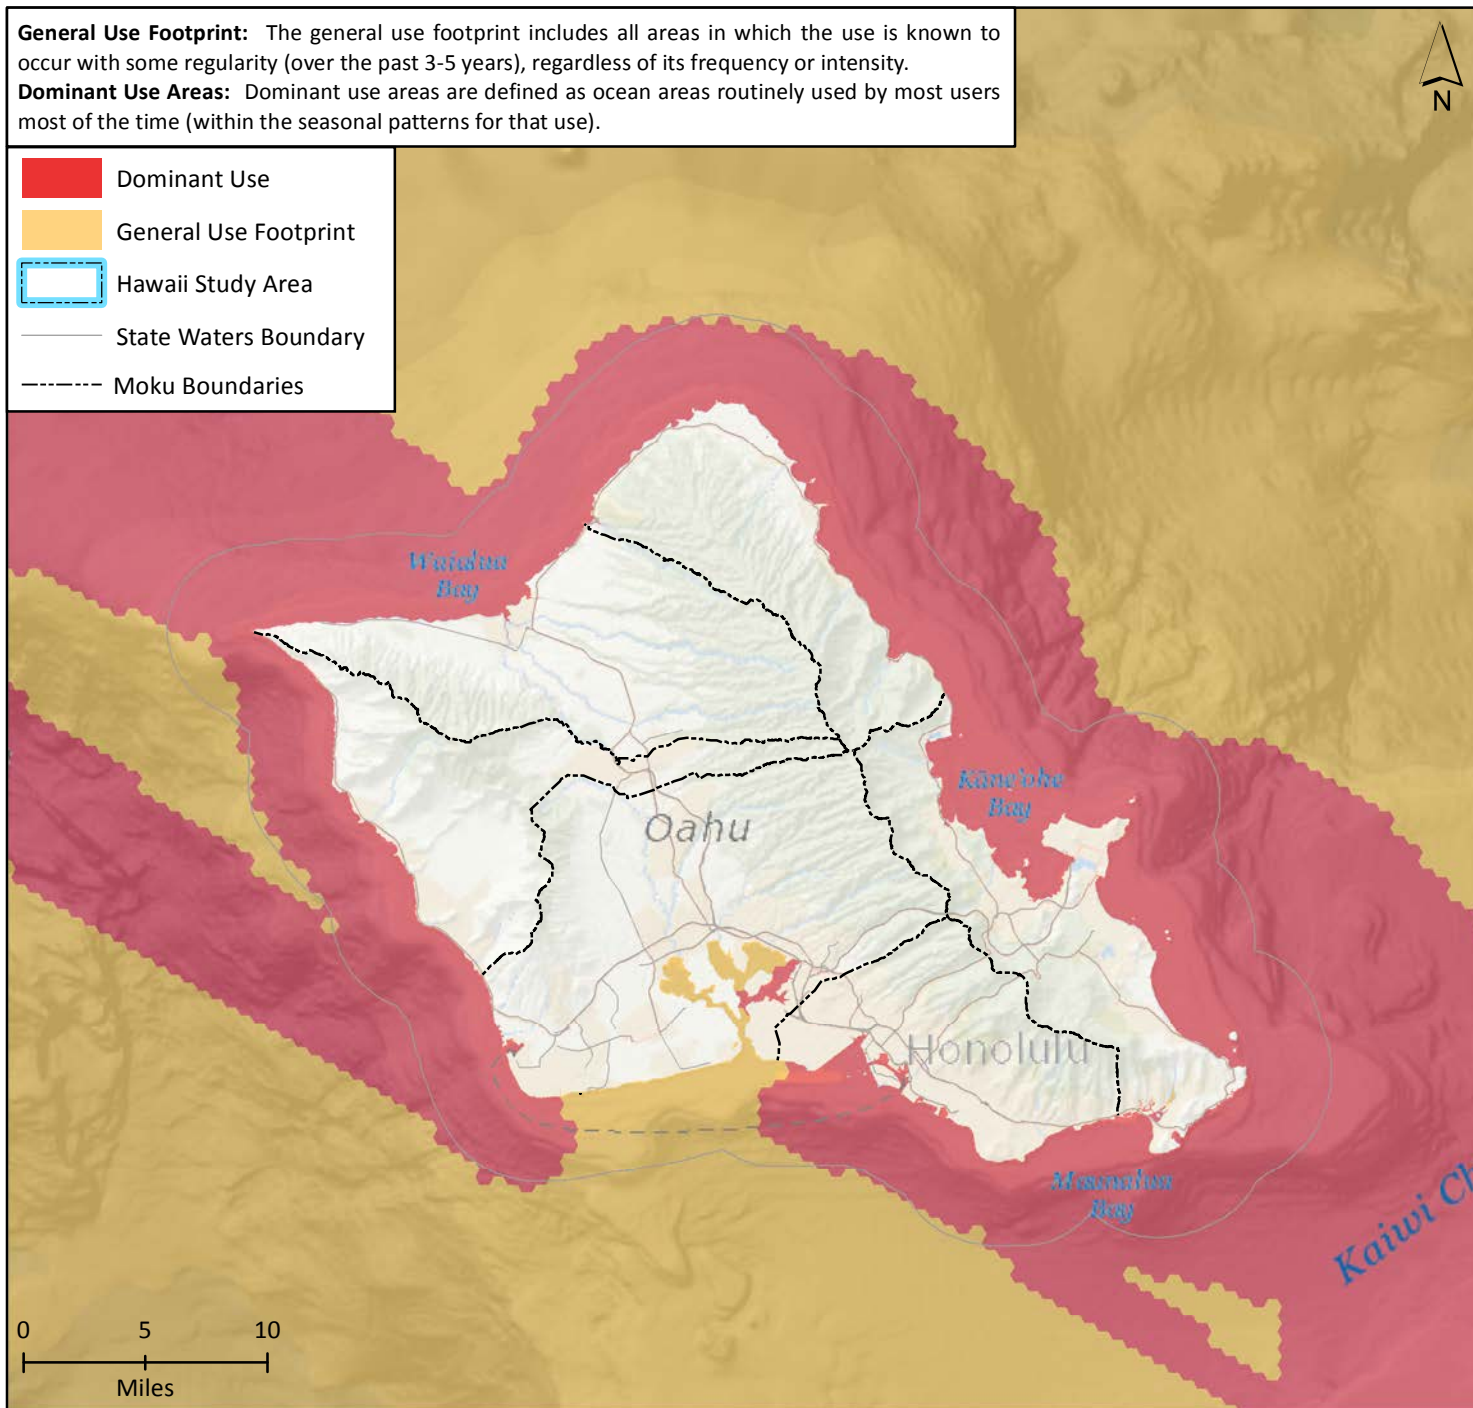 General Use Footprint: The general use footprint includes all areas in which the use is known to
occur with some regularity (over the past 3-5 years), regardless of its frequency or intensity.
Dominant Use Areas: Dominant use areas are defined as ocean areas routinely used by most users
most of the time (within the seasonal patterns for that use).
N
Dominant Use
General Use Footprint
Hawaii Study Area
State Waters Boundary
Moku Boundaries
Waialua
Bay
Kāne'ohe
Bay
Oahu
Honolulu
Maunalua
Bay
Kaiwi Ch
0 5 10
Miles